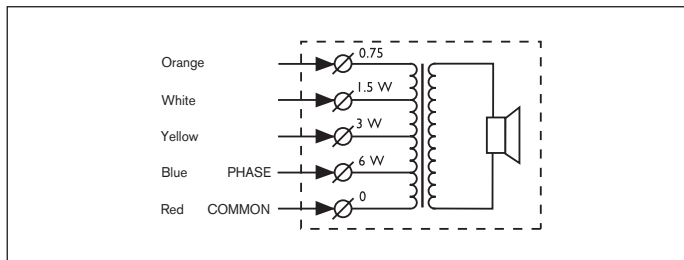 Orange 0.75
White 1.5 W
Yellow 3 W
Blue PHASE 6 W
Red COMMON 0